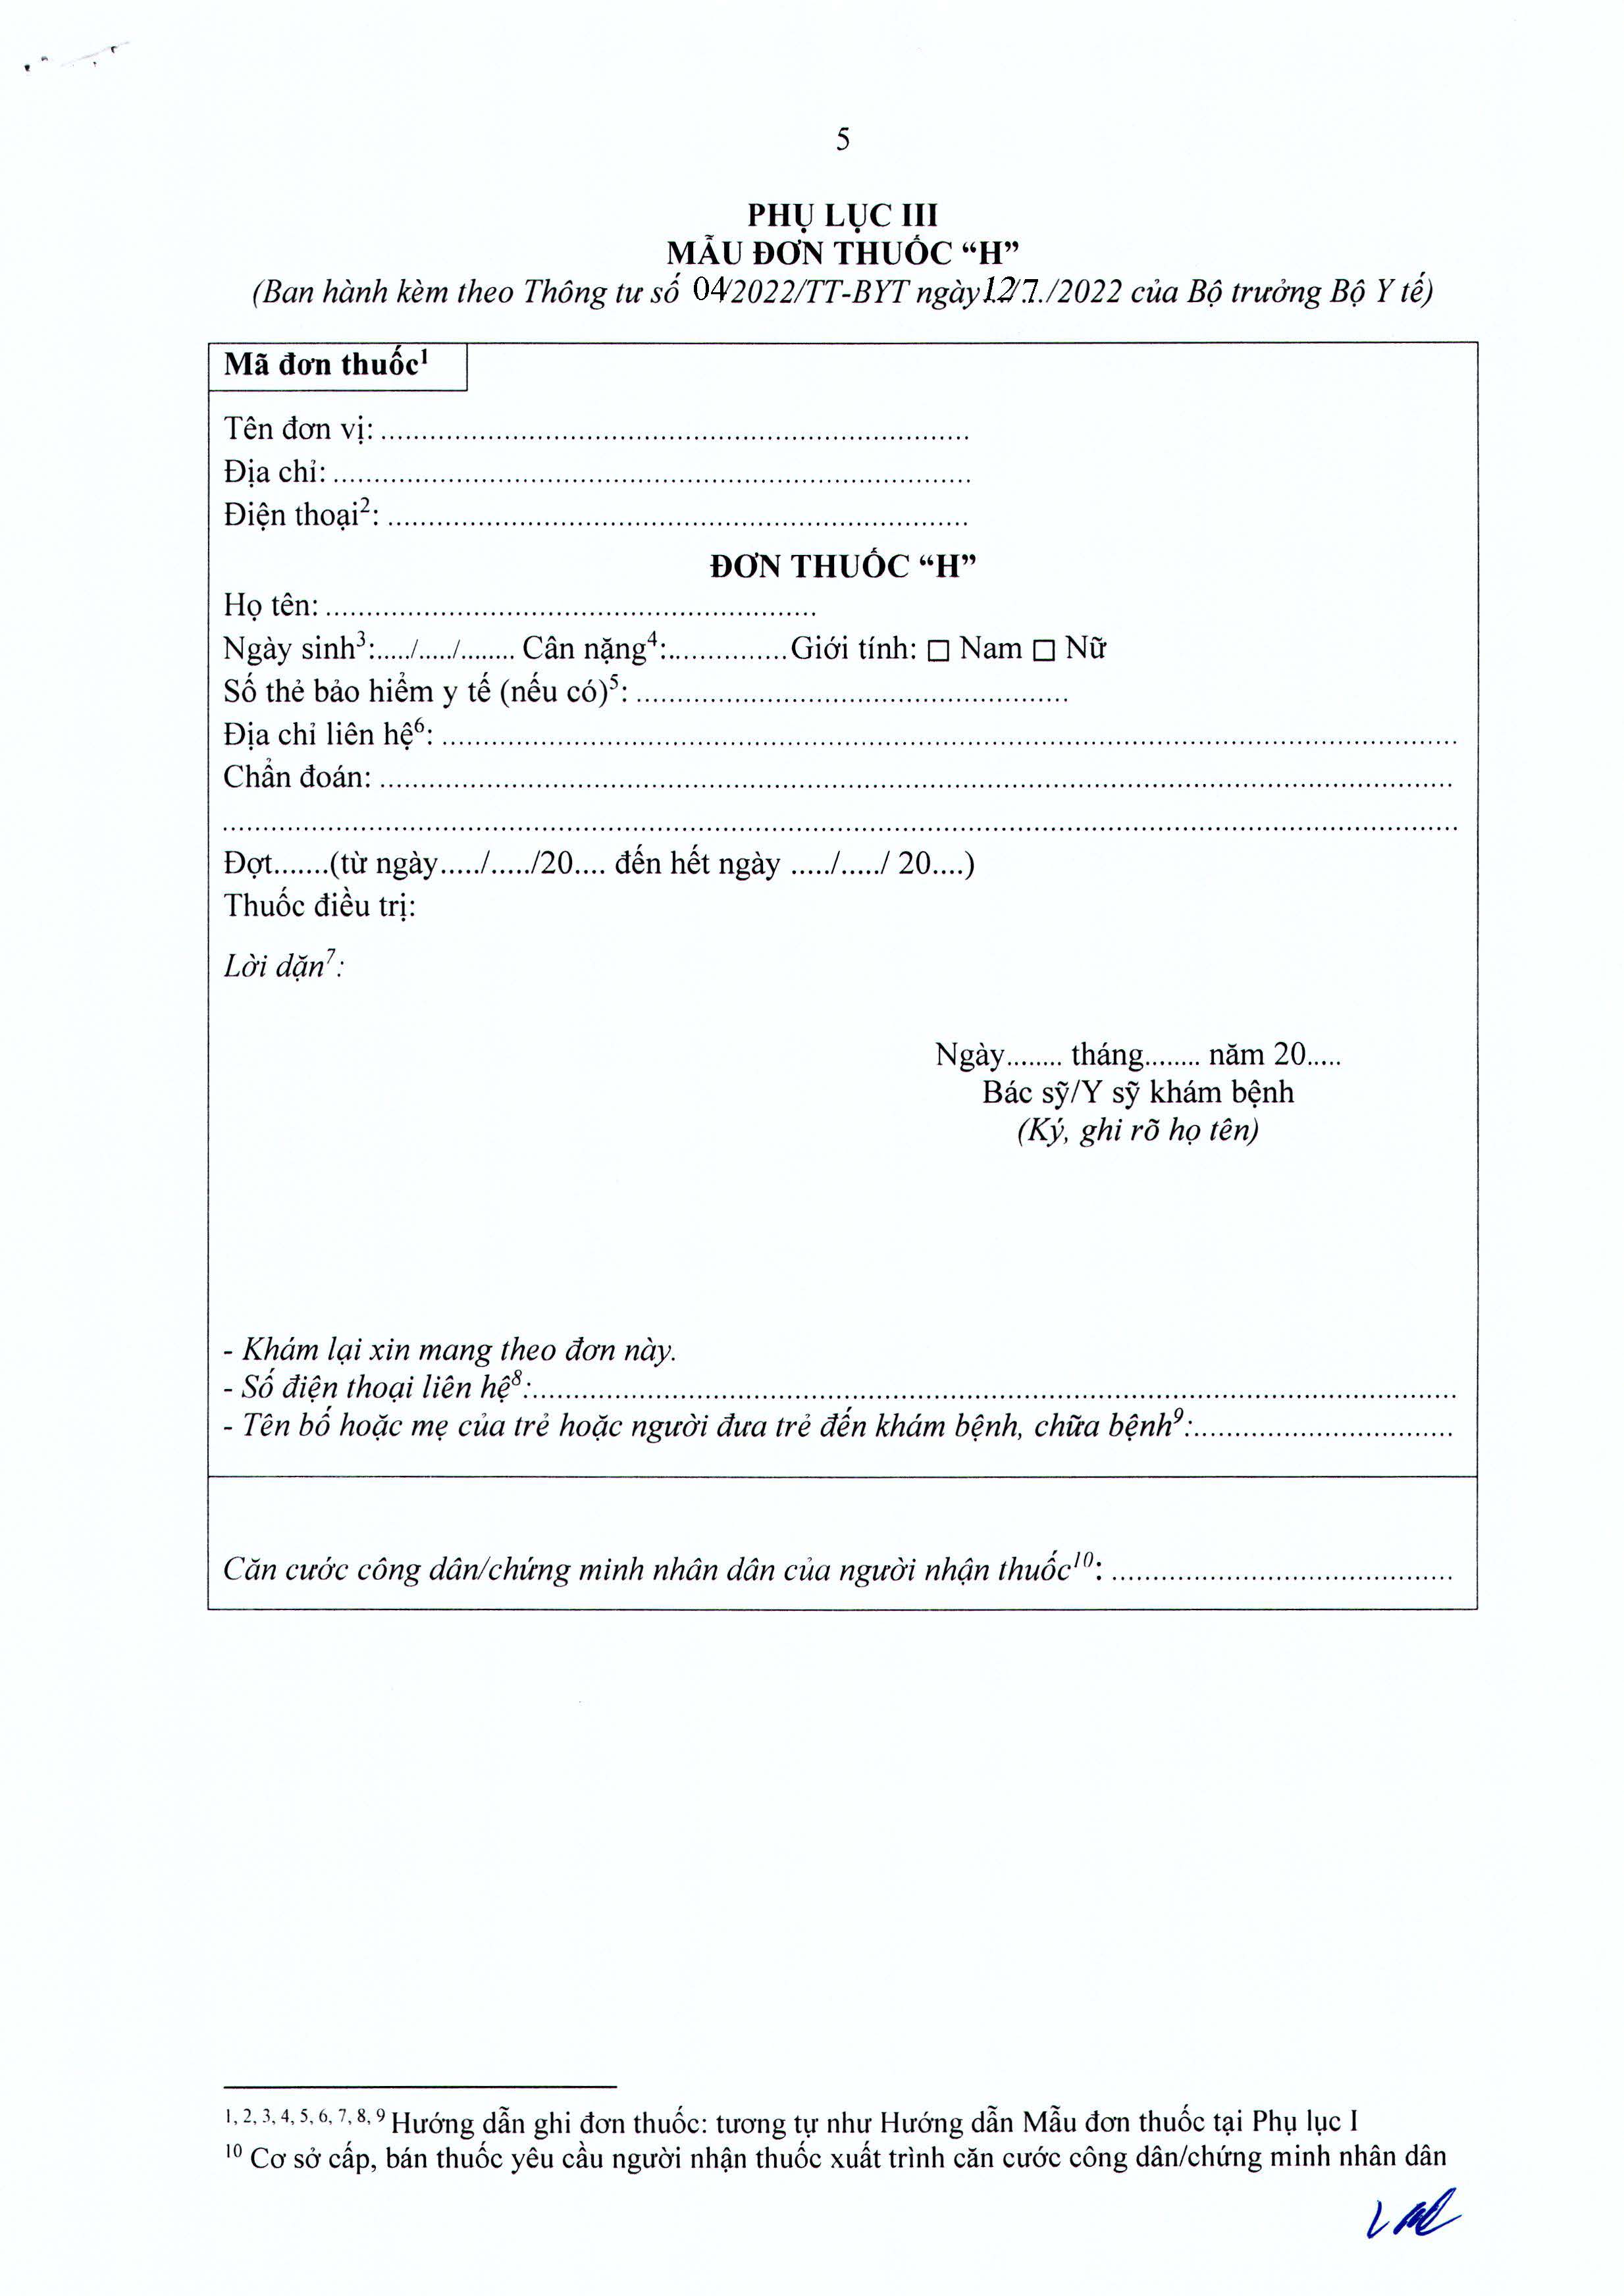 5
PHỤ LỤC III
MẪU ĐƠN THUỐC “H”
(Ban hành kèm theo Thông tư số 04/2022/TT-BYT ngày 12/7./2022 của Bộ trưởng Bộ Y tế)
Mã đơn thuốc¹
Tên đơn vị: ........................................................................
Địa chỉ: ..............................................................................
Điện thoại²: .......................................................................
ĐƠN THUỐC “H”
Họ tên: ............................................................
Ngày sinh³:...../...../........ Cân nặng⁴:...............Giới tính: ☐ Nam ☐ Nữ
Số thẻ bảo hiểm y tế (nếu có)⁵: .....................................................
Địa chỉ liên hệ⁶: ............................................................................................................................
Chẩn đoán: ...................................................................................................................................
.......................................................................................................................................................
Đợt.......(từ ngày...../...../20.... đến hết ngày ...../...../ 20....)
Thuốc điều trị:
Lời dặn⁷:
Ngày........ tháng........ năm 20.....
Bác sỹ/Y sỹ khám bệnh
(Ký, ghi rõ họ tên)
- Khám lại xin mang theo đơn này.
- Số điện thoại liên hệ⁸:.................................................................................................................
- Tên bố hoặc mẹ của trẻ hoặc người đưa trẻ đến khám bệnh, chữa bệnh⁹:................................
Căn cước công dân/chứng minh nhân dân của người nhận thuốc¹⁰: ..........................................
1, 2, 3, 4, 5, 6, 7, 8, 9 Hướng dẫn ghi đơn thuốc: tương tự như Hướng dẫn Mẫu đơn thuốc tại Phụ lục I
10 Cơ sở cấp, bán thuốc yêu cầu người nhận thuốc xuất trình căn cước công dân/chứng minh nhân dân